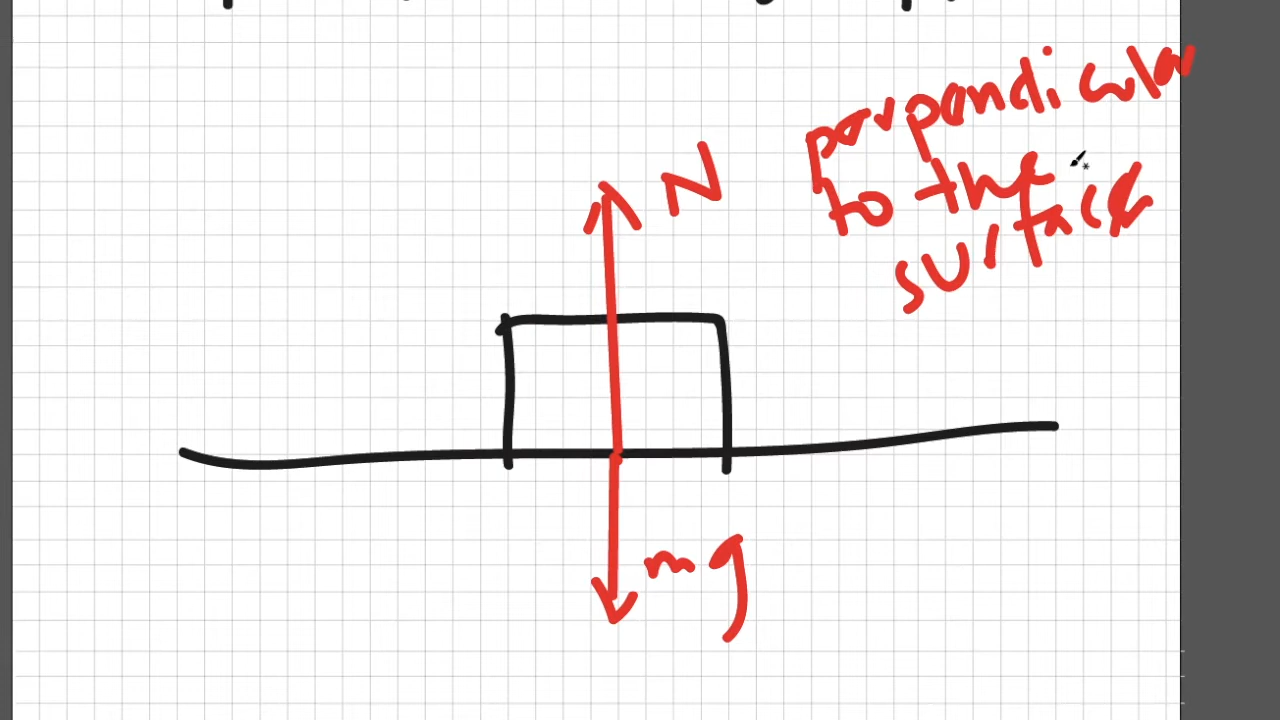 perpendicular
to the
surface
N
mg